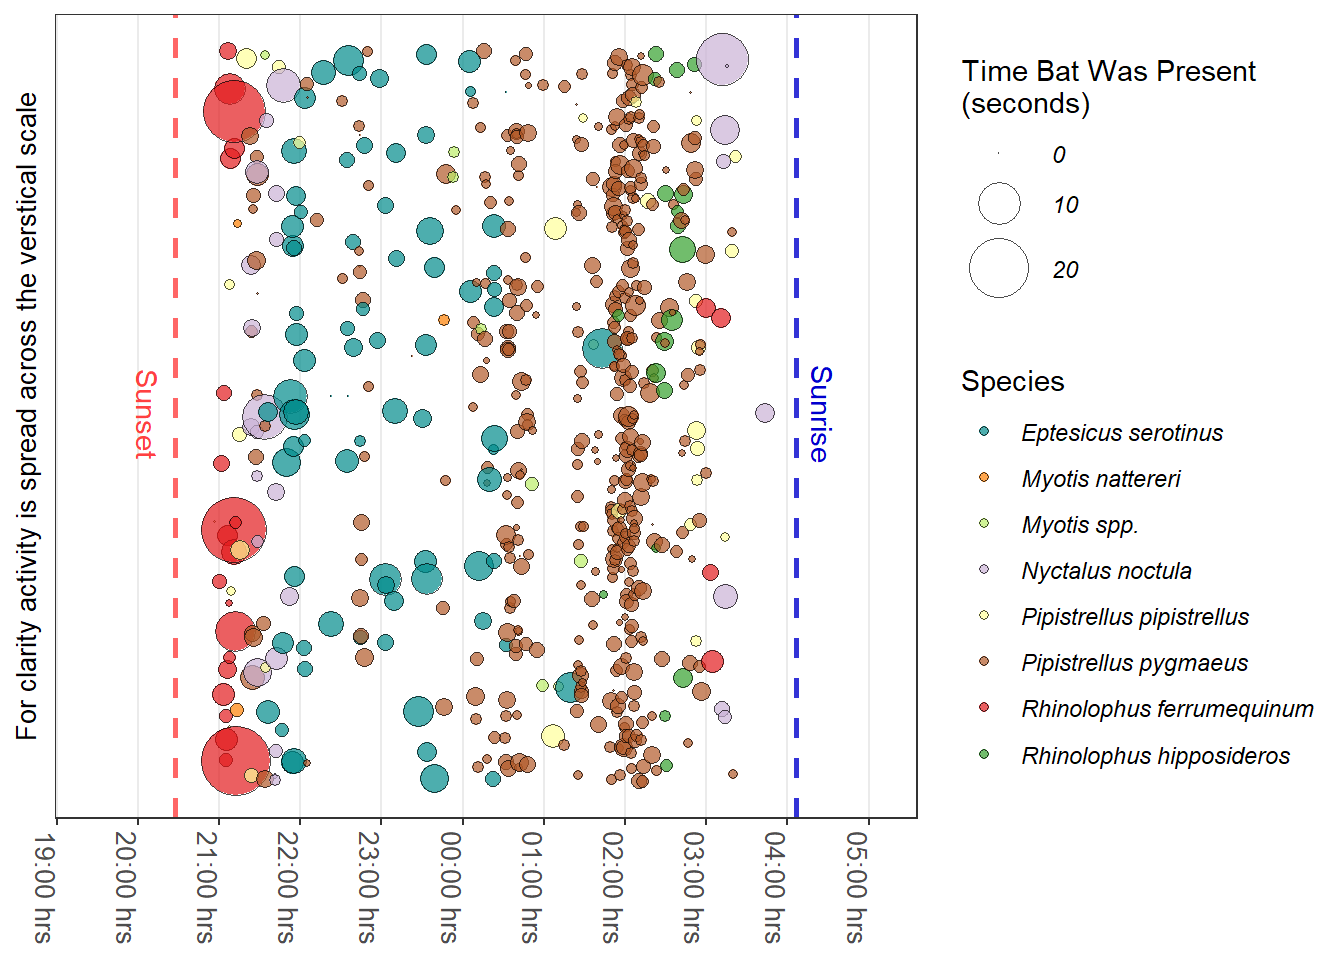 For clarity activity is spread across the verstical scale
Sunset
Sunrise
19:00 hrs
20:00 hrs
21:00 hrs
22:00 hrs
23:00 hrs
00:00 hrs
01:00 hrs
02:00 hrs
03:00 hrs
04:00 hrs
05:00 hrs
Time Bat Was Present
(seconds)
0
10
20
Species
Eptesicus serotinus
Myotis nattereri
Myotis spp.
Nyctalus noctula
Pipistrellus pipistrellus
Pipistrellus pygmaeus
Rhinolophus ferrumequinum
Rhinolophus hipposideros